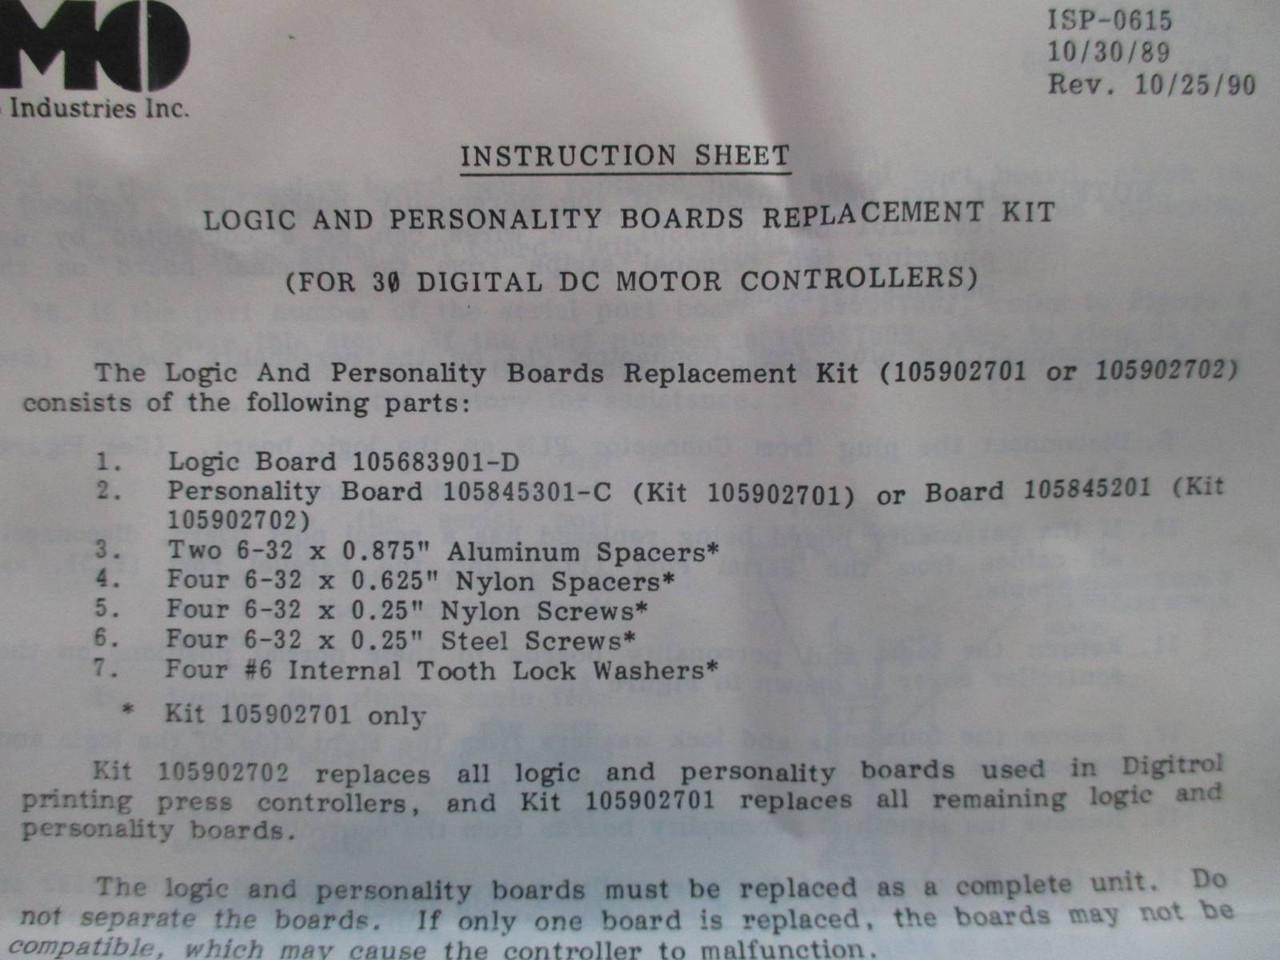 MO
Industries Inc.
ISP-0615
10/30/89
Rev. 10/25/90
INSTRUCTION SHEET
LOGIC AND PERSONALITY BOARDS REPLACEMENT KIT
(FOR 3Ø DIGITAL DC MOTOR CONTROLLERS)
The Logic And Personality Boards Replacement Kit (105902701 or 105902702)
consists of the following parts:
1. Logic Board 105683901-D
2. Personality Board 105845301-C (Kit 105902701) or Board 105845201 (Kit
105902702)
3. Two 6-32 x 0.875" Aluminum Spacers*
4. Four 6-32 x 0.625" Nylon Spacers*
5. Four 6-32 x 0.25" Nylon Screws*
6. Four 6-32 x 0.25" Steel Screws*
7. Four #6 Internal Tooth Lock Washers*
* Kit 105902701 only
Kit 105902702 replaces all logic and personality boards used in Digitrol
printing press controllers, and Kit 105902701 replaces all remaining logic and
personality boards.
The logic and personality boards must be replaced as a complete unit. Do
not separate the boards. If only one board is replaced, the boards may not be
compatible, which may cause the controller to malfunction.